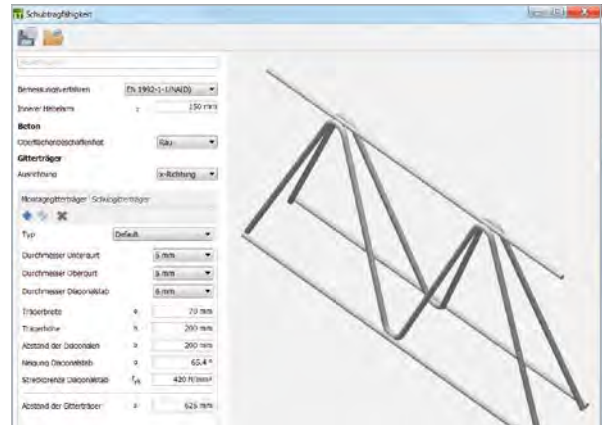 Schubtragfähigkeit
Bemessungsverfahren EN 1992-1-1/NA(D)
Innerer Hebelarm z 150 mm
Beton
Oberflächenbeschaffenheit Rau
Gitterträger
Ausrichtung x-Richtung
Montagegitterträger Schubgitterträger
Typ Default
Durchmesser Untergurt 5 mm
Durchmesser Obergurt 5 mm
Durchmesser Diagonalstab 6 mm
Trägerbreite 70 mm
Trägerhöhe h 200 mm
Abstand der Diagonalen 200 mm
Neigung Diagonalstab 65.4 °
Streckgrenze Diagonalstab fyk 420 N/mm²
Abstand der Gitterträger 625 mm